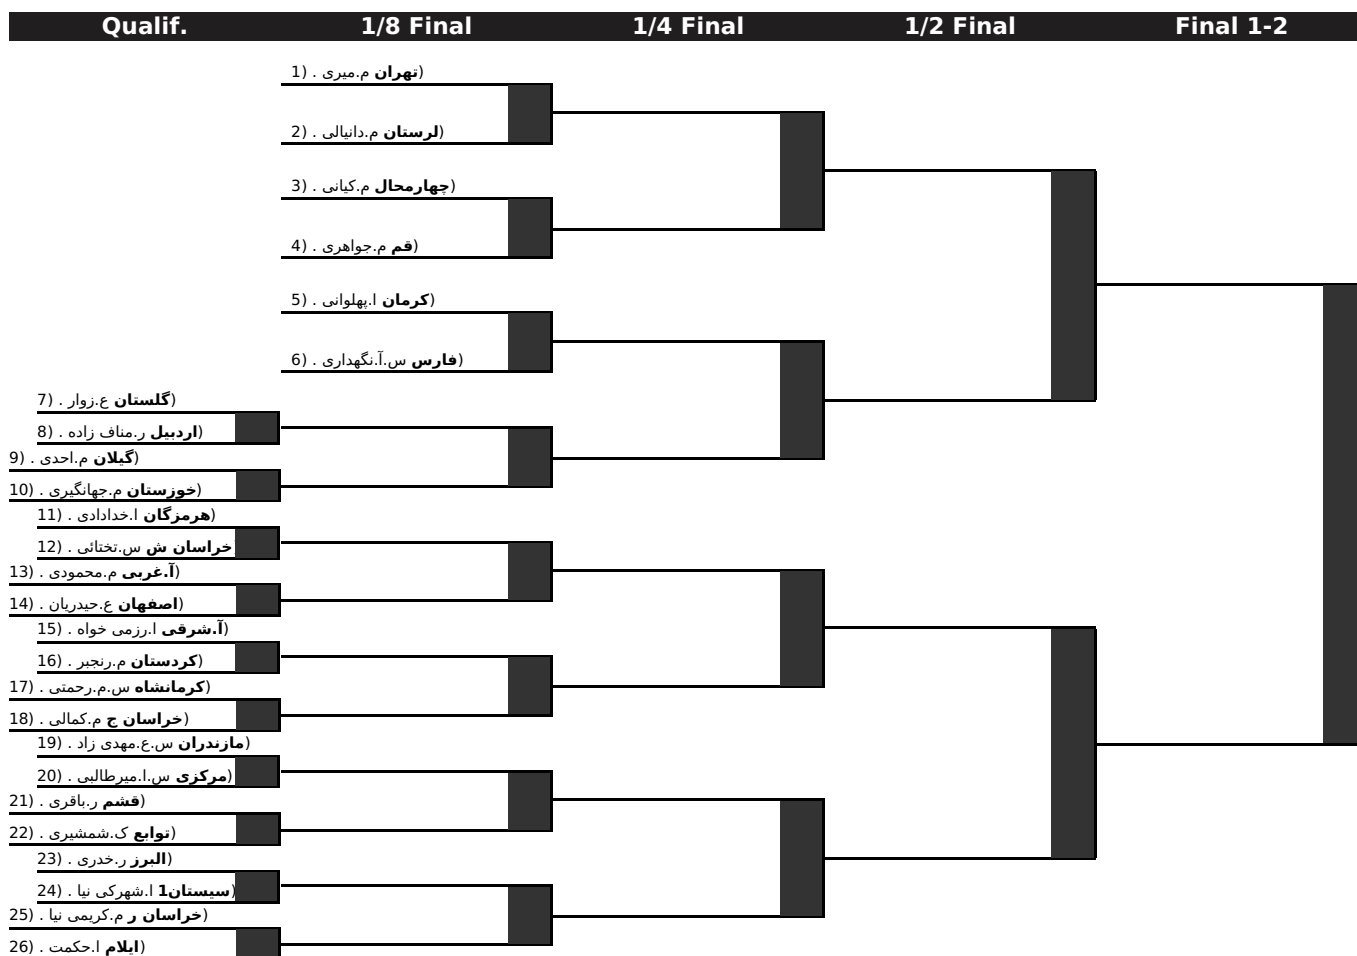 Qualif. 1/8 Final 1/4 Final 1/2 Final Final 1-2
1) . م.میری تهران)
2) . م.دانیالی لرستان)
3) . م.کیانی چهارمحال)
4) . م.جواهری قم)
5) . ا.پهلوانی کرمان)
6) . س.آ.نگهداری فارس)
7) . ع.زوار گلستان)
8) . ر.مناف زاده اردبیل)
9) . م.احدی گیلان)
10) . م.جهانگیری خوزستان)
11) . ا.خدادادی هرمزگان)
12) . س.تختائی خراسان ش
13) . م.محمودی آ.غربی)
14) . ع.حیدریان اصفهان)
15) . ا.رزمی خواه آ.شرقی)
16) . م.رنجبر کردستان)
17) . س.م.رحمتی کرمانشاه)
18) . م.کمالی خراسان ج)
19) . س.ع.مهدی زاد مازندران)
20) . س.ا.میرطالبی مرکزی)
21) . ر.باقری قشم)
22) . ک.شمشیری توابع)
23) . ر.خدری البرز)
24) . ا.شهرکی نیا سیستان1)
25) . م.کریمی نیا خراسان ر)
26) . ا.حکمت ایلام)